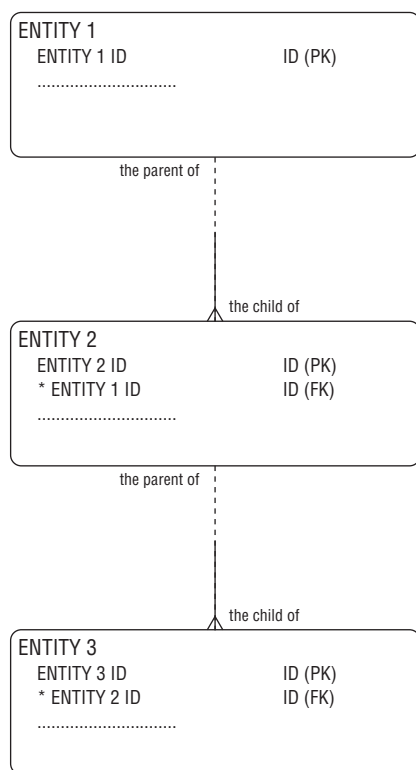 ENTITY 1
ENTITY 1 ID ID (PK)
..............................
the parent of
the child of
ENTITY 2
ENTITY 2 ID ID (PK)
* ENTITY 1 ID ID (FK)
..............................
the parent of
the child of
ENTITY 3
ENTITY 3 ID ID (PK)
* ENTITY 2 ID ID (FK)
..............................